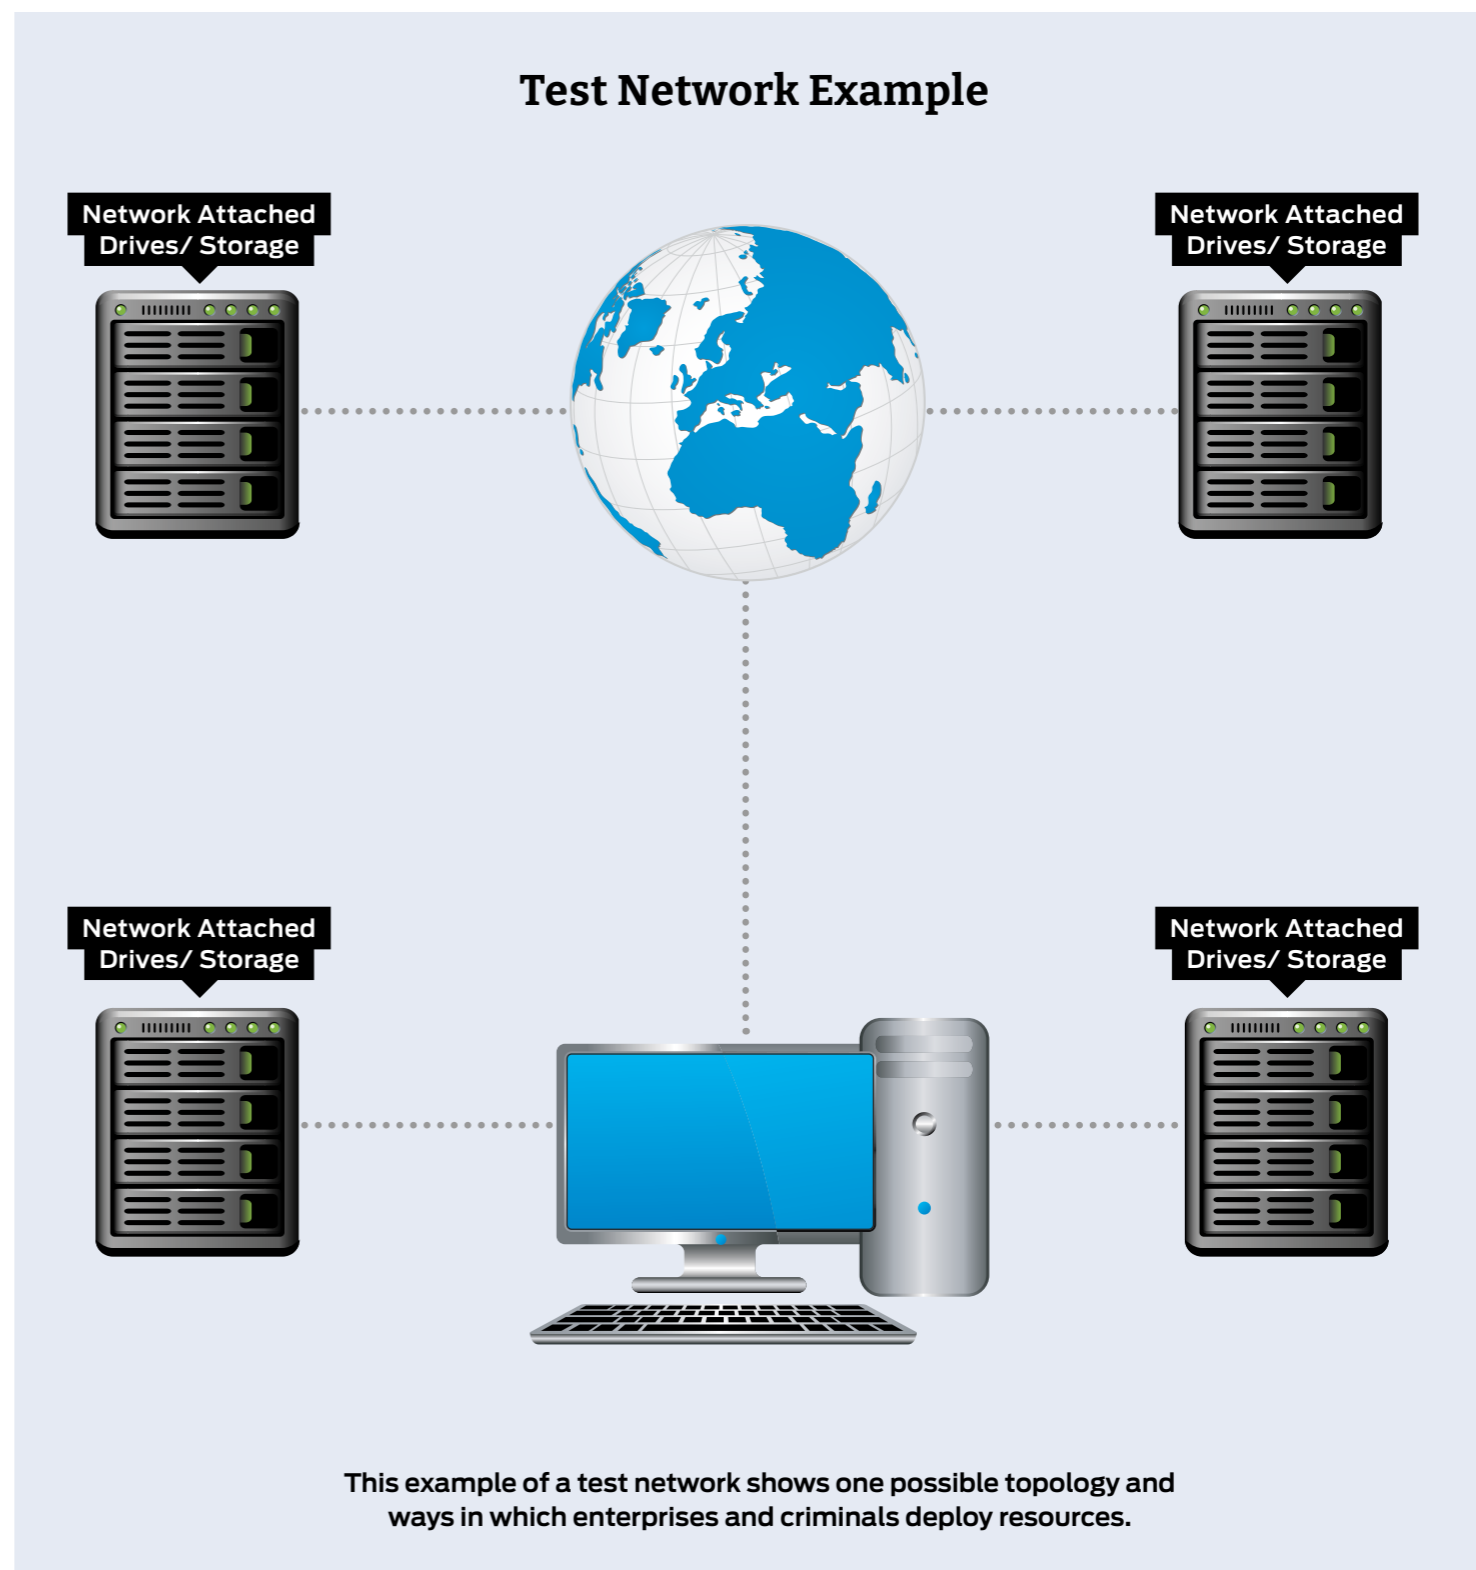 Test Network Example
Network Attached
Drives/ Storage
Network Attached
Drives/ Storage
Network Attached
Drives/ Storage
Network Attached
Drives/ Storage
This example of a test network shows one possible topology and
ways in which enterprises and criminals deploy resources.